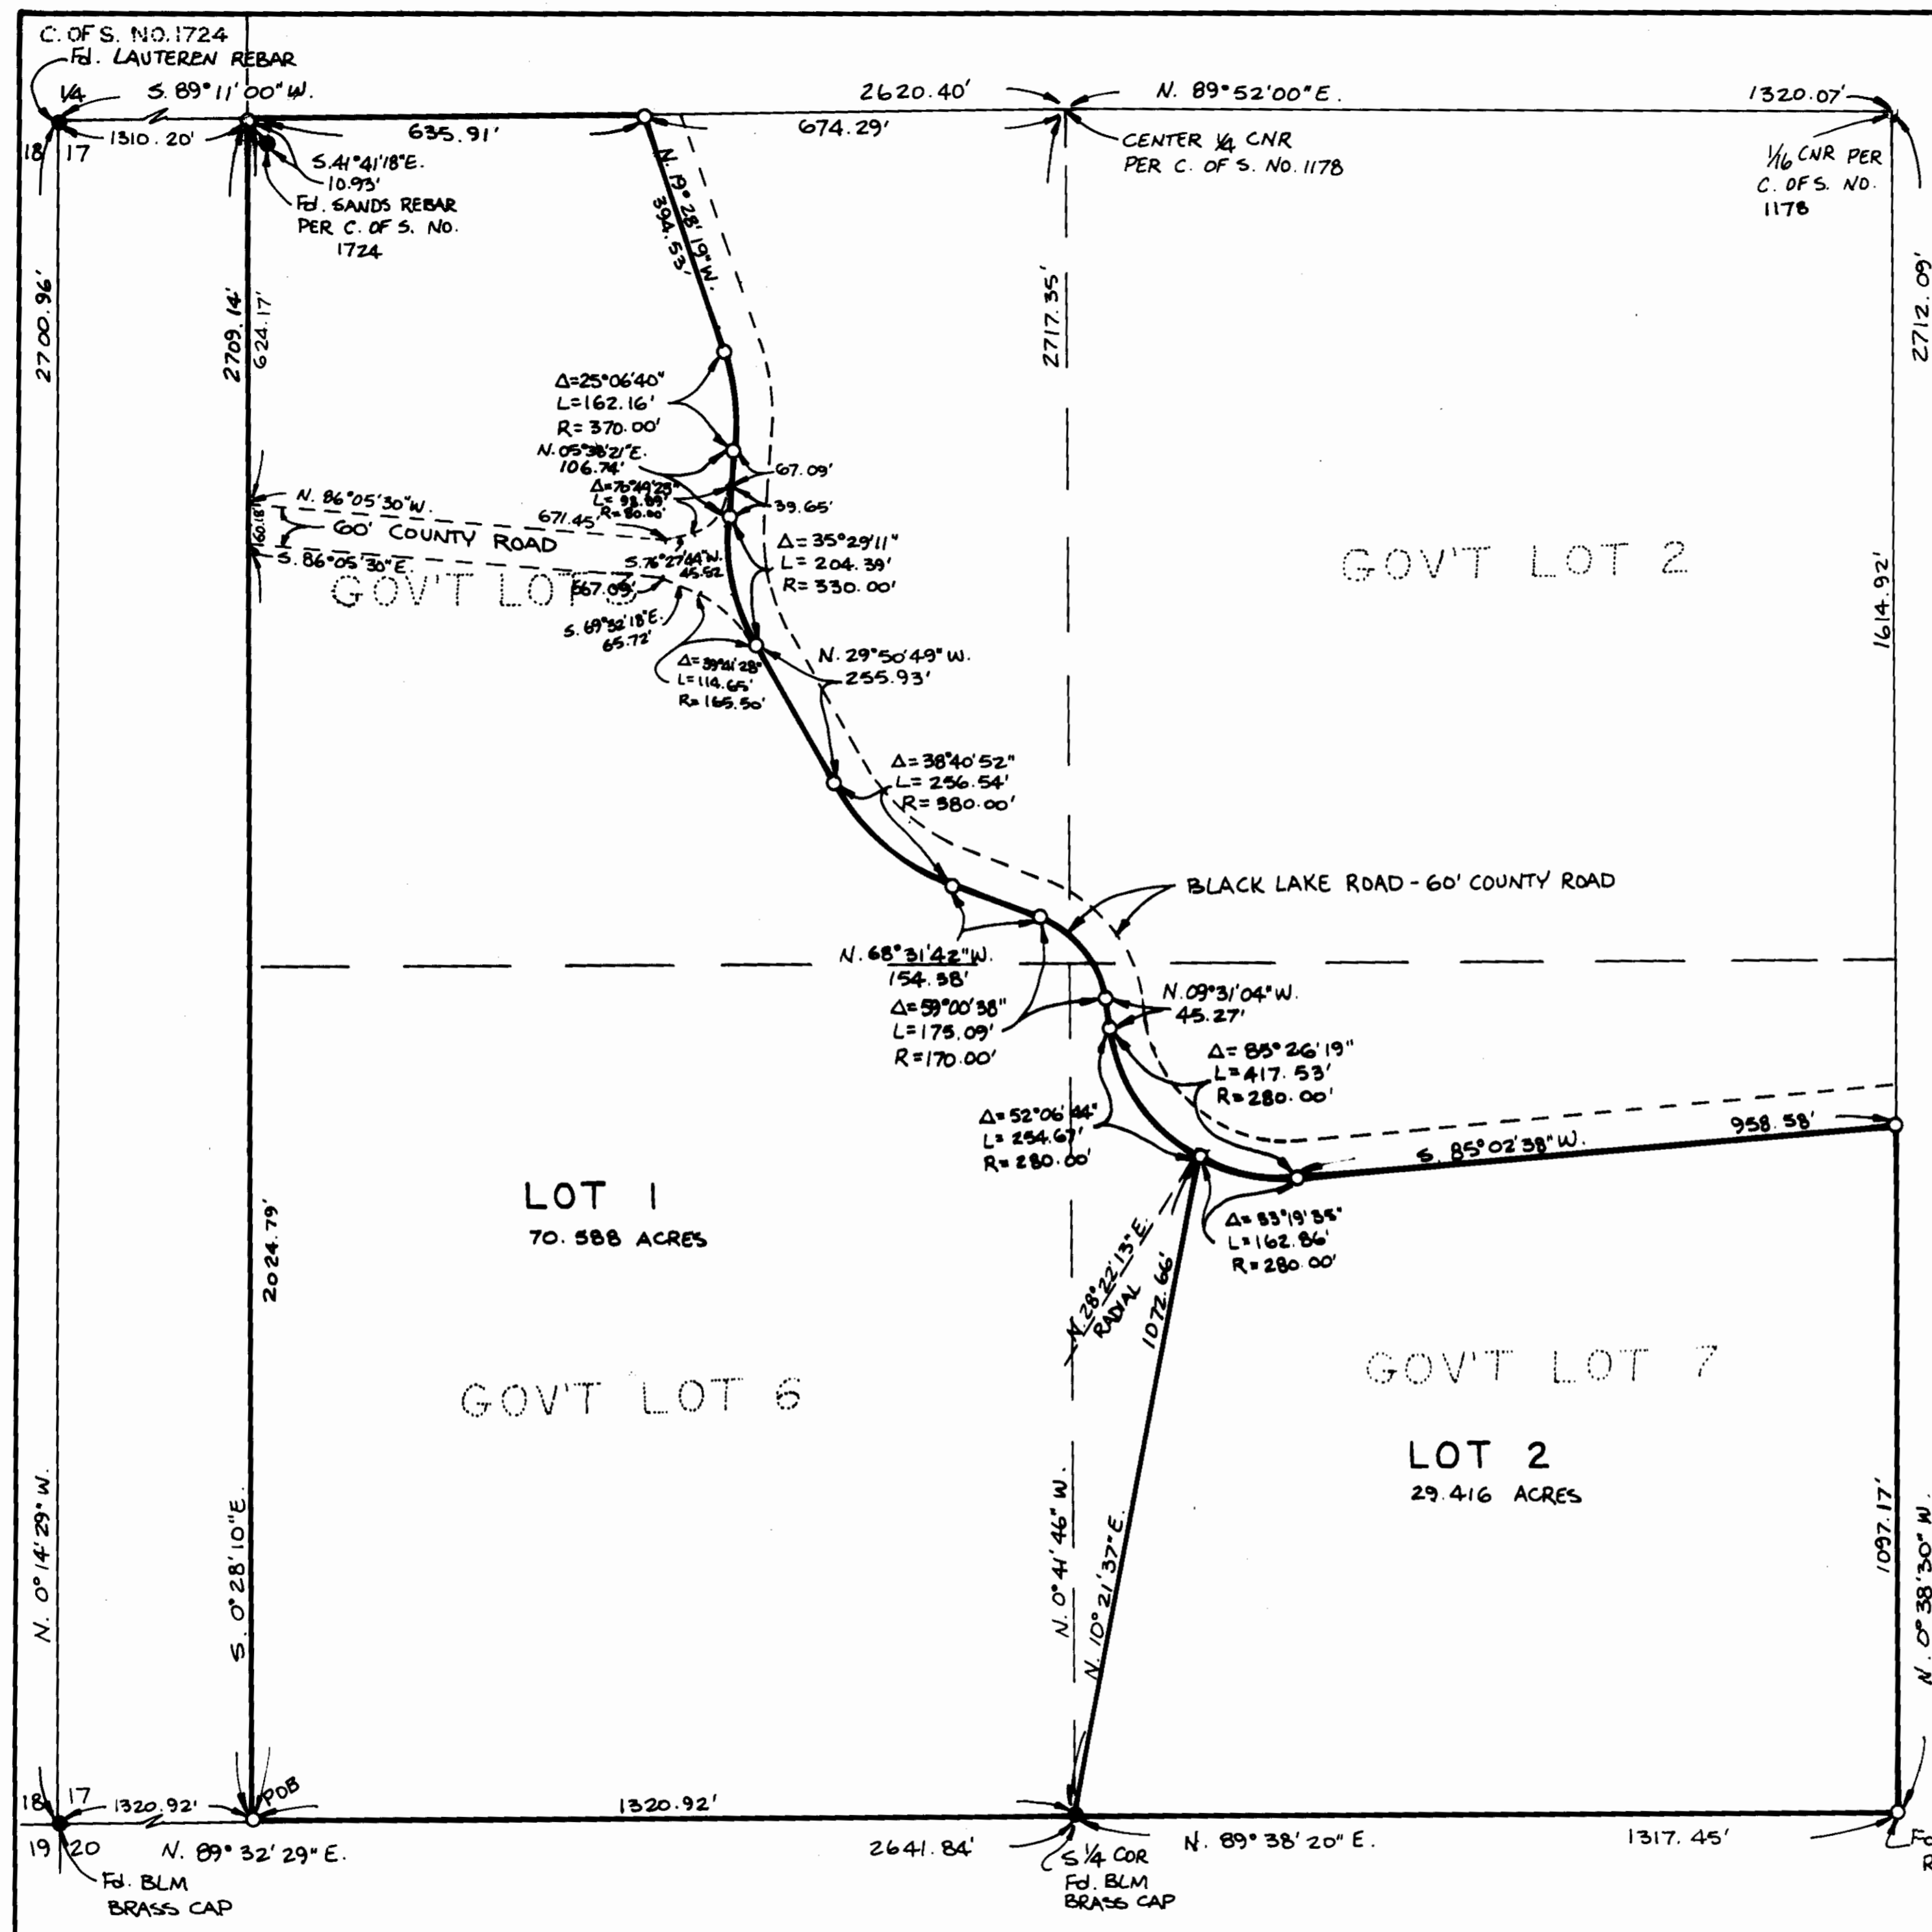 C. OF S. NO. 1724
Fd. LAUTEREN REBAR
1/4
S. 89°11'00" W.
2620.40'
N. 89°52'00" E.
1320.07'
1310.20'
635.91'
674.29'
18 17
S.41°41'18"E.
10.93'
Fd. SANDS REBAR
PER C. OF S. NO.
1724
CENTER 1/4 CNR
PER C. OF S. NO. 1178
1/16 CNR PER
C. OF S. NO.
1178
N. 19°28'19" W.
394.53'
2700.96'
2709.14'
624.17'
2717.35'
2712.09'
Δ=25°06'40"
L=162.16'
R=370.00'
N. 05°38'21"E.
106.74'
67.09'
Δ=70°49'23"
L=98.89'
R=80.00'
39.65'
N. 86°05'30" W.
671.45'
60' COUNTY ROAD
60.18'
S. 86°05'30" E.
S.76°27'44"W.
45.52
Δ=35°29'11"
L=204.39'
R=330.00'
GOV'T LOT 2
GOV'T LOT
567.09'
S. 69°32'18"E.
65.72'
1614.92'
Δ=39°41'28"
L=114.65'
R=165.50'
N. 29°50'49" W.
255.93'
Δ=38°40'52"
L=256.54'
R=380.00'
BLACK LAKE ROAD - 60' COUNTY ROAD
N. 68°31'42" W.
154.38'
Δ=59°00'38"
L=175.09'
R=170.00'
N. 09°31'04" W.
45.27'
Δ=85°26'19"
L=417.53'
R=280.00'
Δ=52°06'44"
L=254.67'
R=280.00'
958.58'
S. 85°02'38" W.
LOT 1
70.588 ACRES
2024.79'
Δ=33°19'35"
L=162.86'
R=280.00'
N. 28°22'13" E.
RADIAL
1072.66'
GOV'T LOT 6
GOV'T LOT 7
LOT 2
29.416 ACRES
N. 0°14'29" W.
S. 0°28'10" E.
N. 0°41'46" W.
N. 10°21'37" E.
1097.17'
N. 0°38'30" W.
POB
18 17
1320.92'
1320.92'
19 20
N. 89°32'29" E.
2641.84'
N. 89°38'20" E.
1317.45'
Fd. BLM
BRASS CAP
S 1/4 COR
Fd. BLM
BRASS CAP